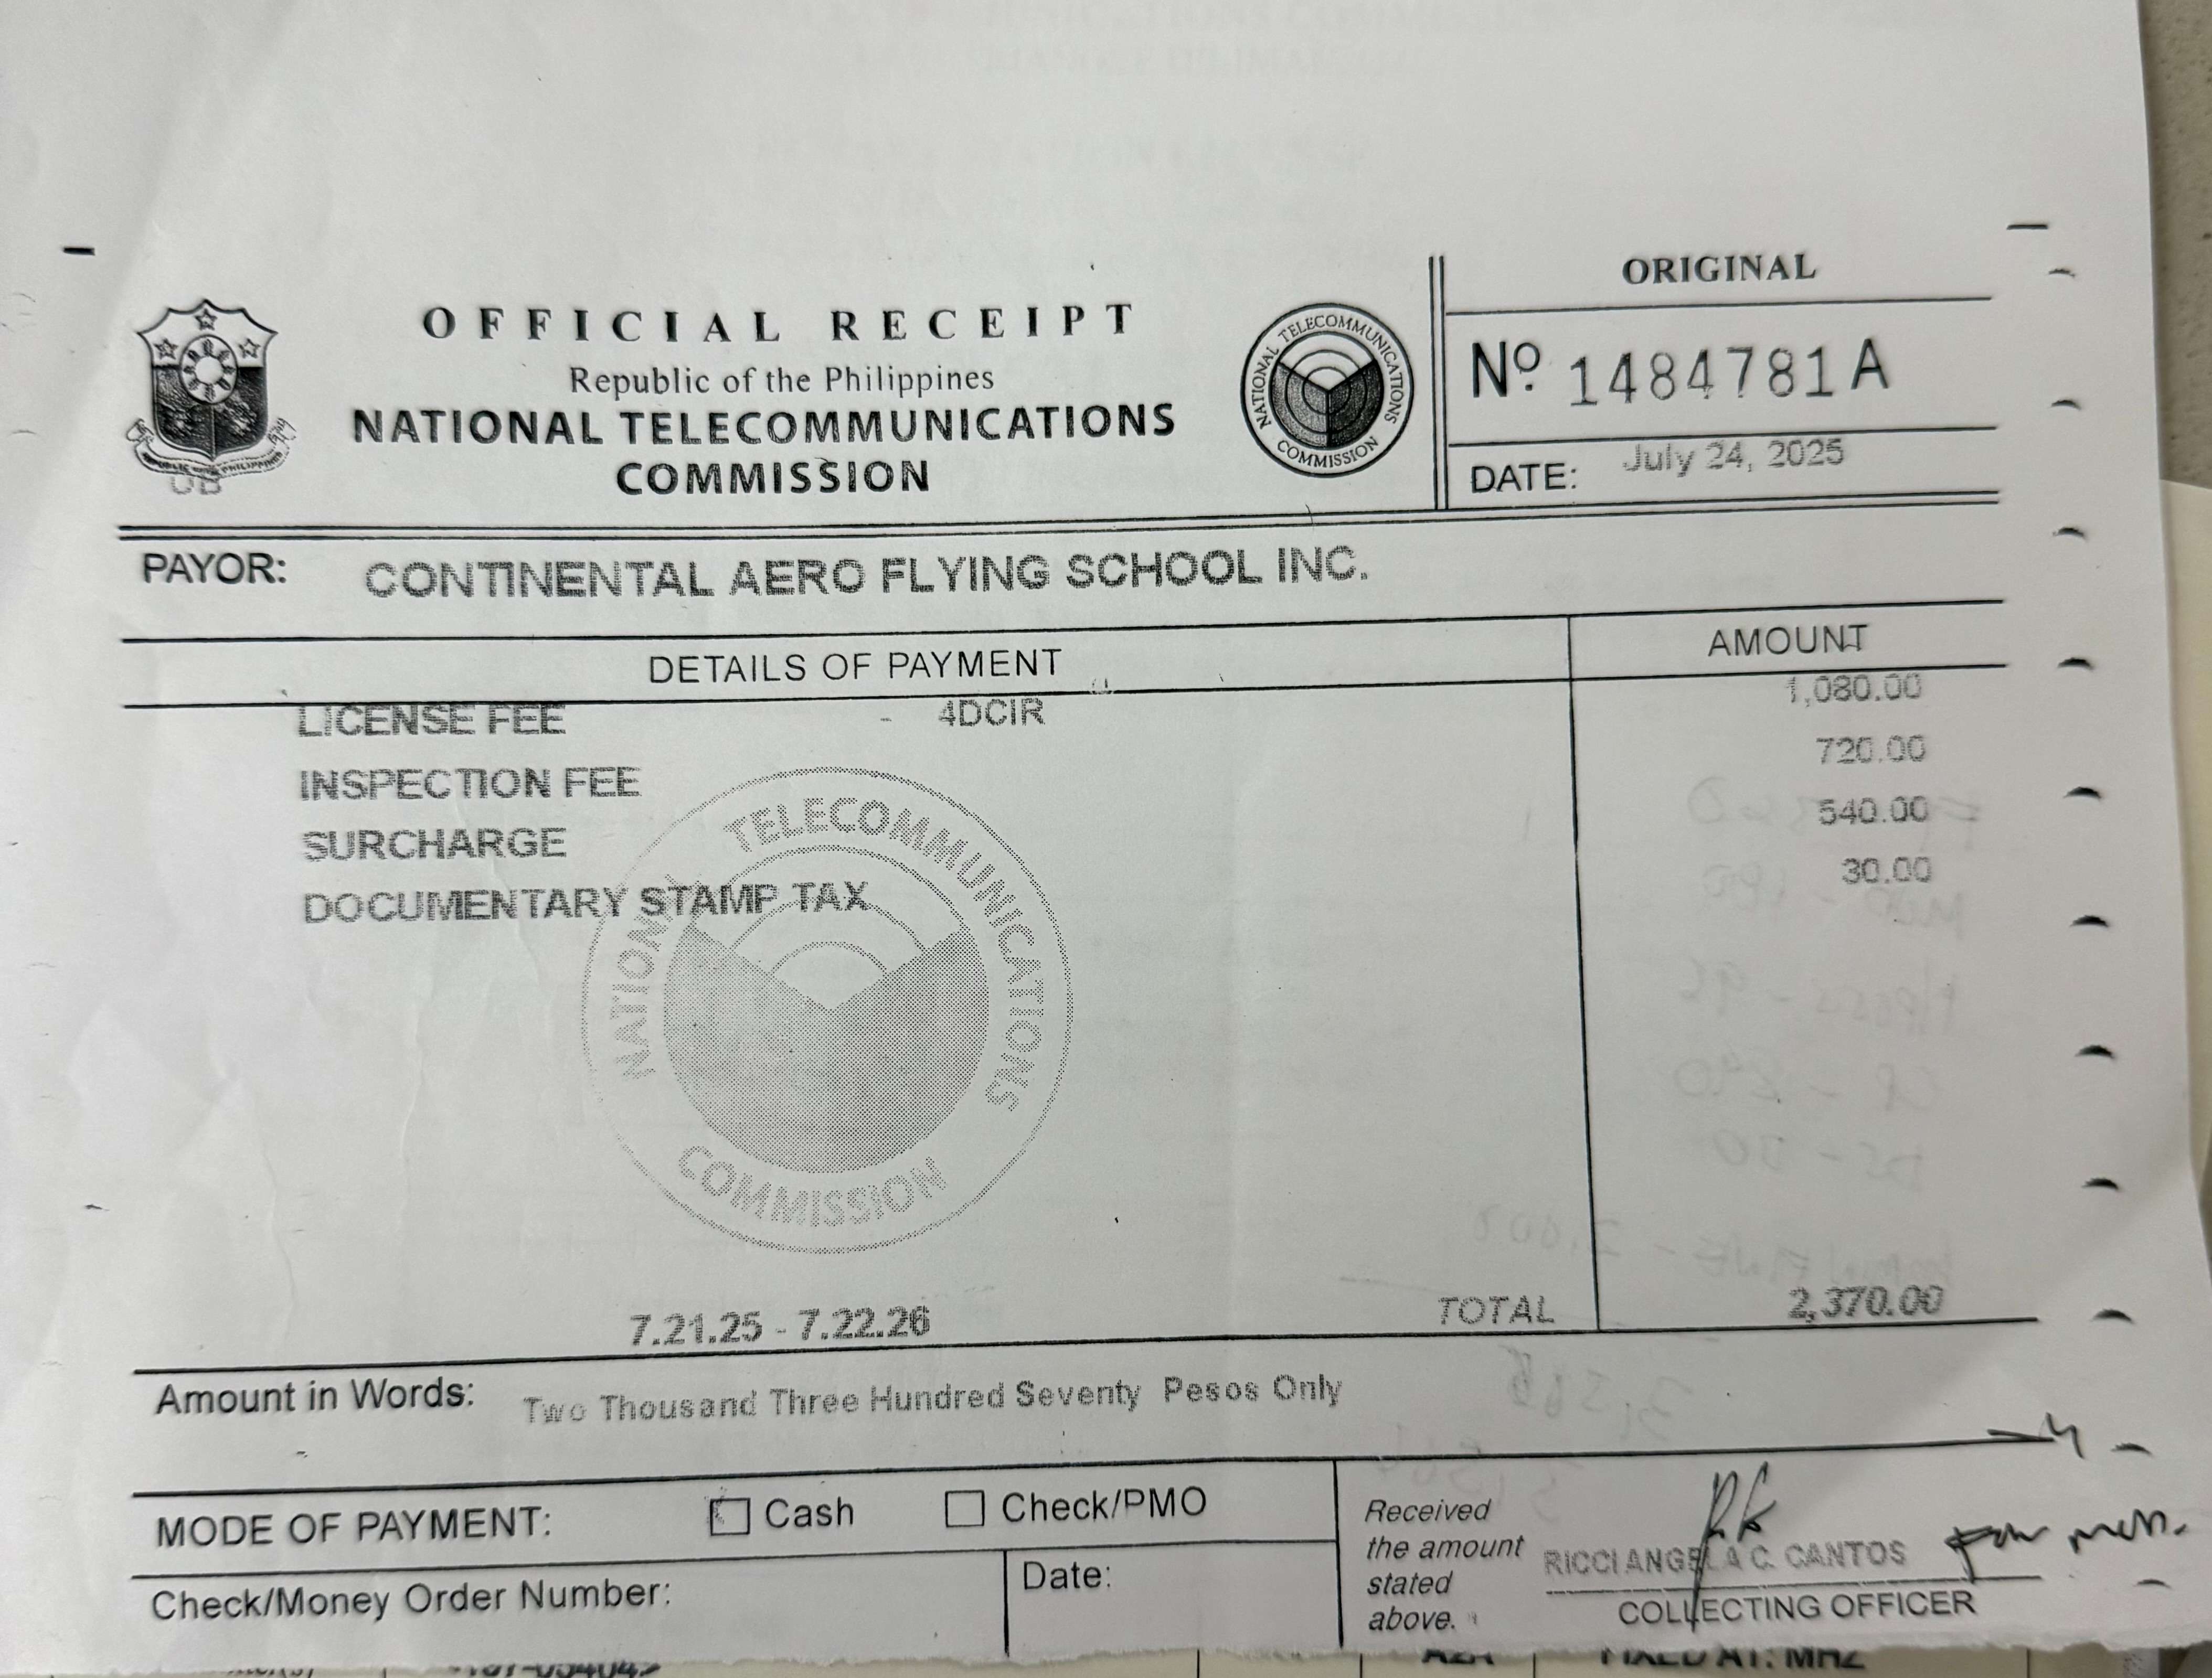 ORIGINAL
OFFICIAL RECEIPT
Republic of the Philippines
NATIONAL TELECOMMUNICATIONS
COMMISSION
NATIONAL TELECOMMUNICATIONS COMMISSION
Nº 1484781 A
DATE: July 24, 2025
PAYOR: CONTINENTAL AERO FLYING SCHOOL INC.
DETAILS OF PAYMENT AMOUNT
LICENSE FEE - 4DCIR 1,080.00
INSPECTION FEE 720.00
SURCHARGE 540.00
DOCUMENTARY STAMP TAX 30.00
NATIONAL TELECOMMUNICATIONS COMMISSION
7.21.25 - 7.22.26 TOTAL 2,370.00
Amount in Words: Two Thousand Three Hundred Seventy Pesos Only
MODE OF PAYMENT: Cash Check/PMO
Check/Money Order Number: Date:
Received
the amount
stated
above.
RICCI ANGELA C. CANTOS
COLLECTING OFFICER
FIXED AT: MHZ